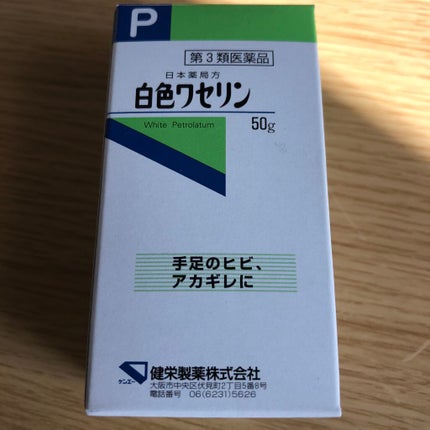 P
第3類医薬品
日本薬局方
白色ワセリン
White Petrolatum
50g
手足のヒビ、
アカギレに
ケンエー
健栄製薬株式会社
大阪市中央区伏見町2丁目5番8号
電話番号 06(6231)5626